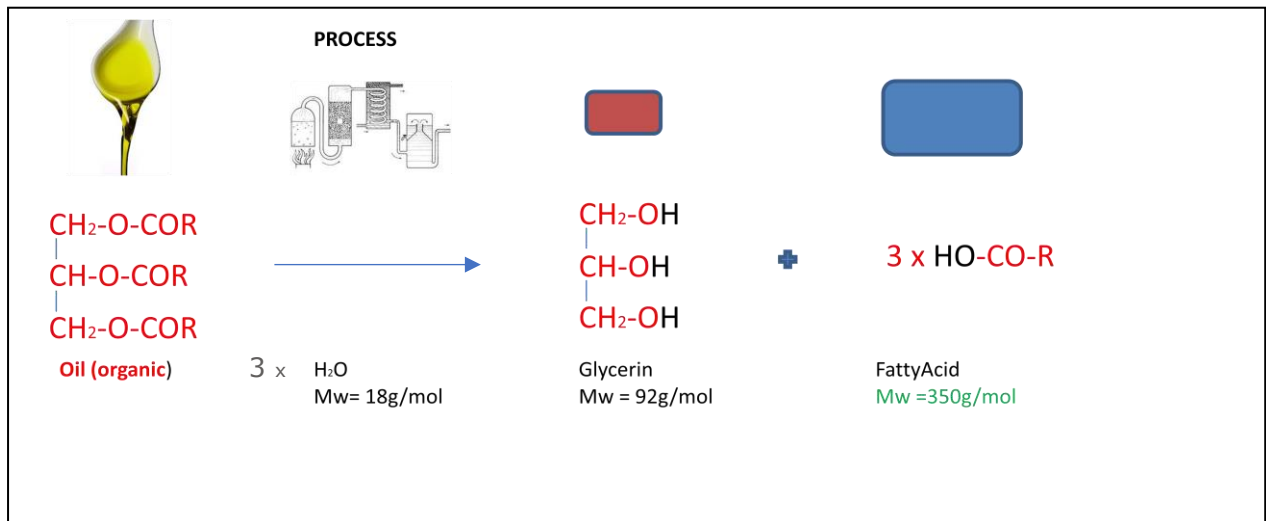 PROCESS
CH₂-O-COR
CH-O-COR
CH₂-O-COR
CH₂-OH
CH-OH
CH₂-OH
3 x HO-CO-R
Oil (organic)
3 x H₂O
Mw= 18g/mol
Glycerin
Mw = 92g/mol
FattyAcid
Mw =350g/mol